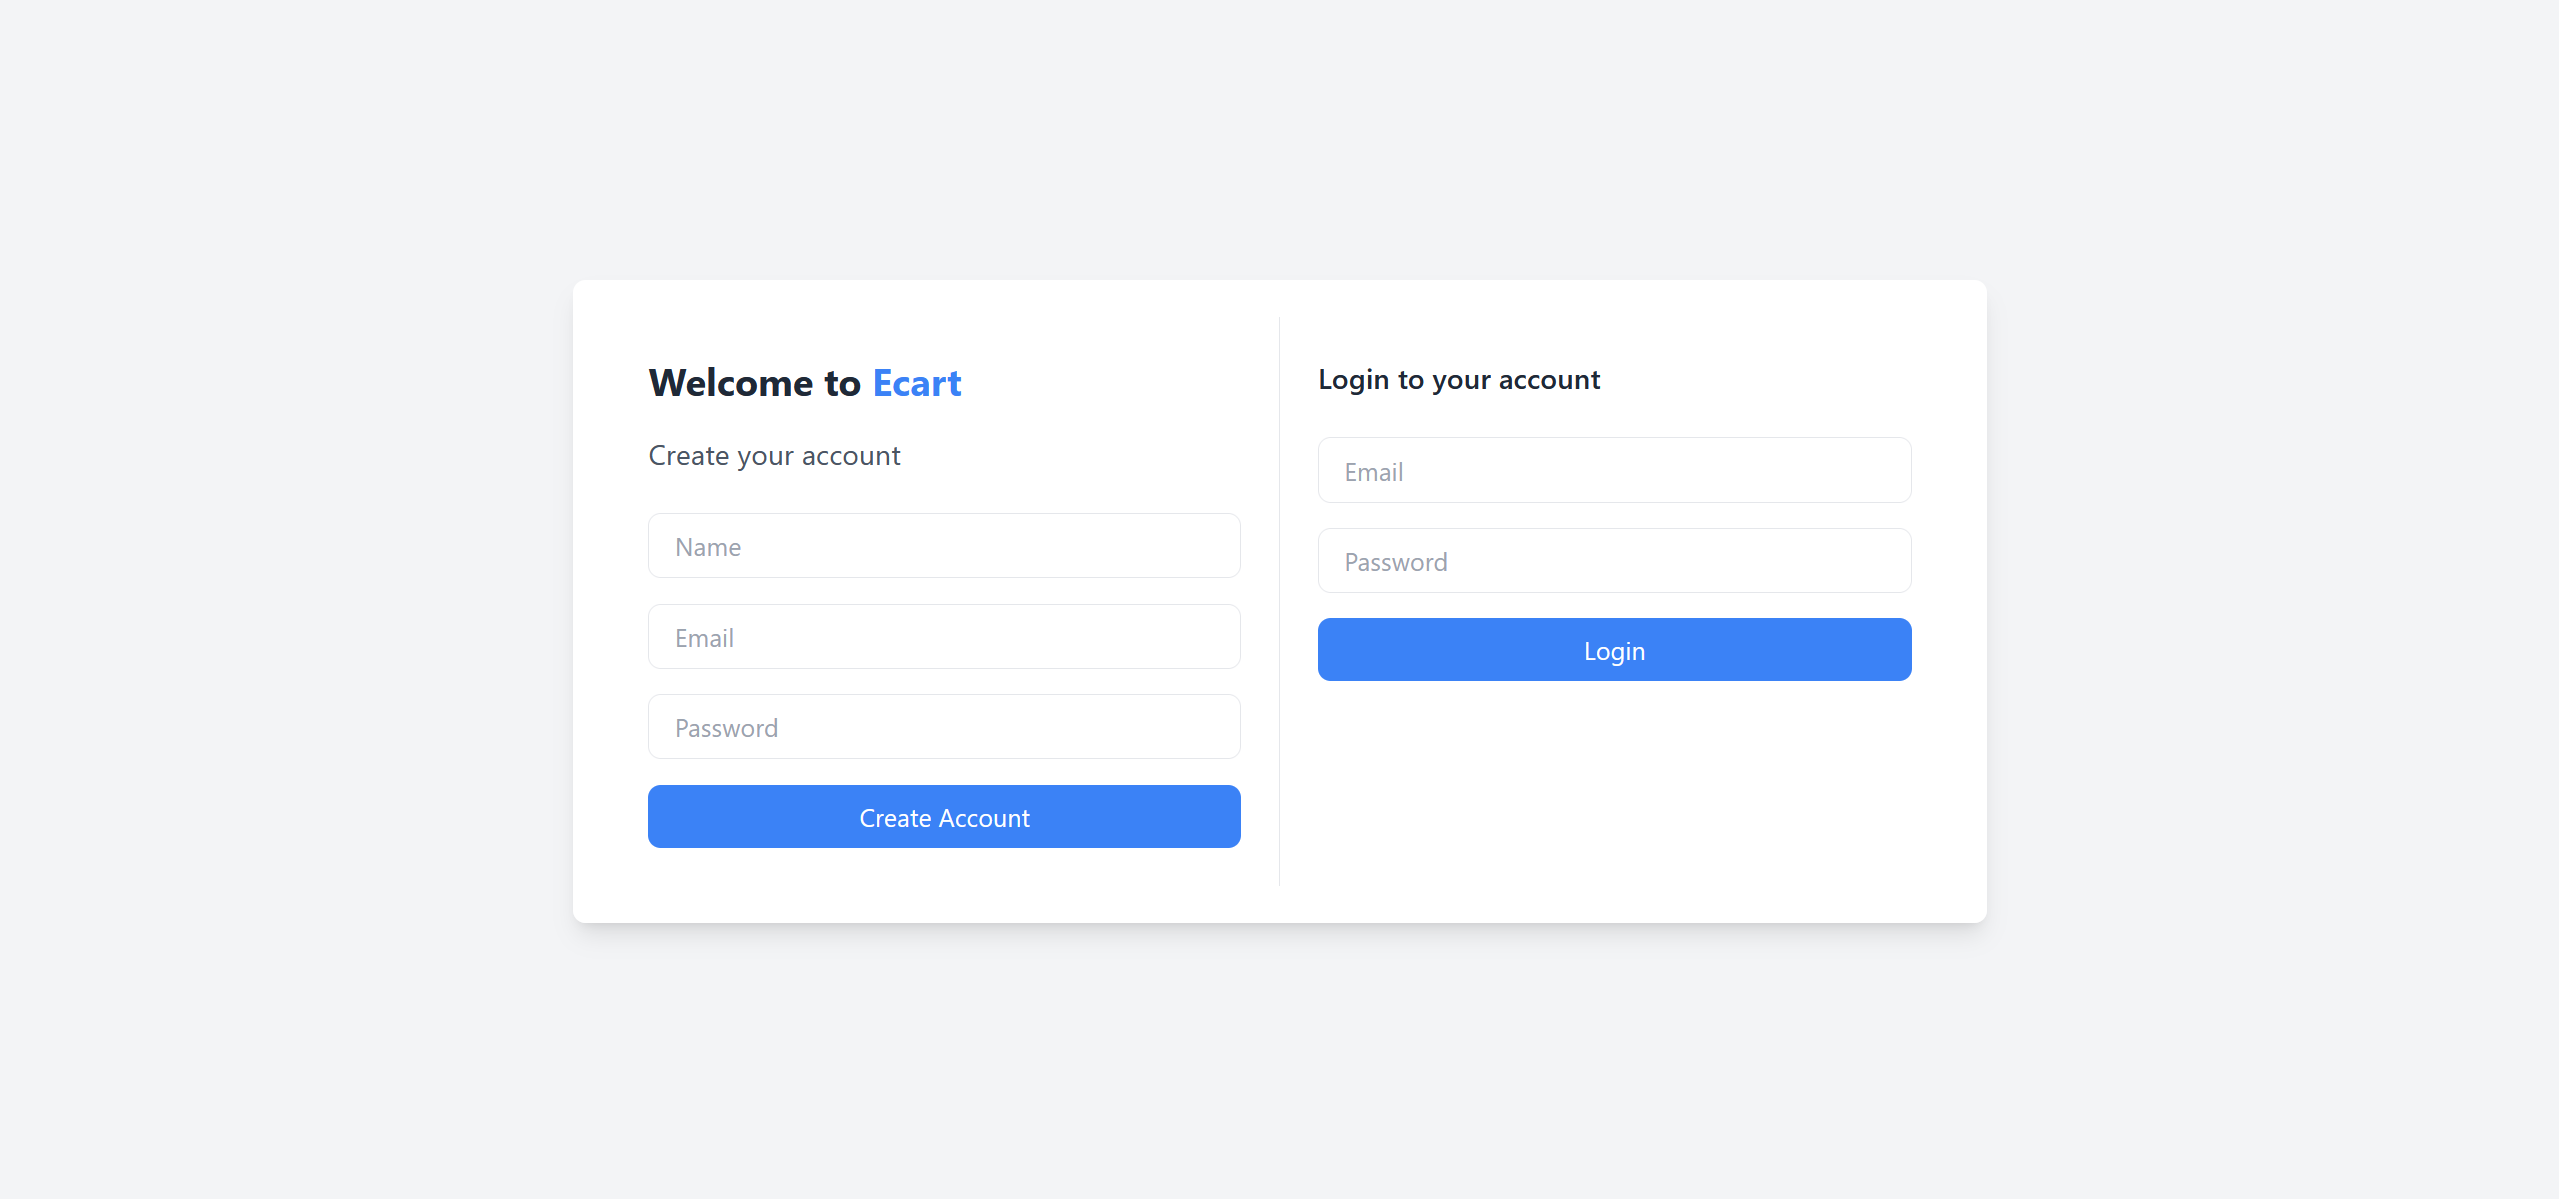 Welcome to Ecart
Create your account
Name
Email
Password
Create Account
Login to your account
Email
Password
Login